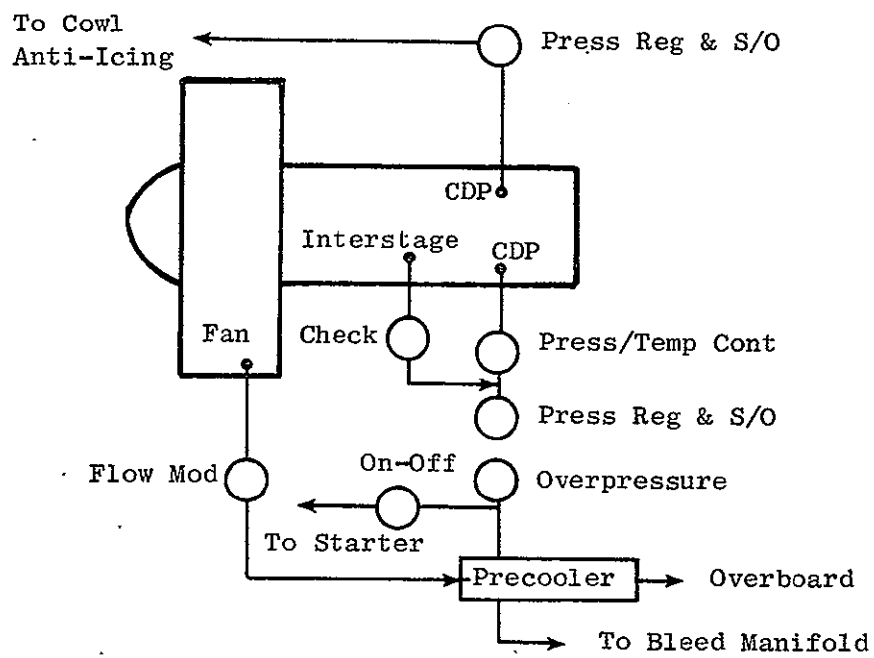 To Cowl
Anti-Icing
Press Reg & S/O
CDP
Interstage
CDP
Fan
Check
Press/Temp Cont
Press Reg & S/O
On-Off
Flow Mod
Overpressure
To Starter
Precooler
Overboard
To Bleed Manifold